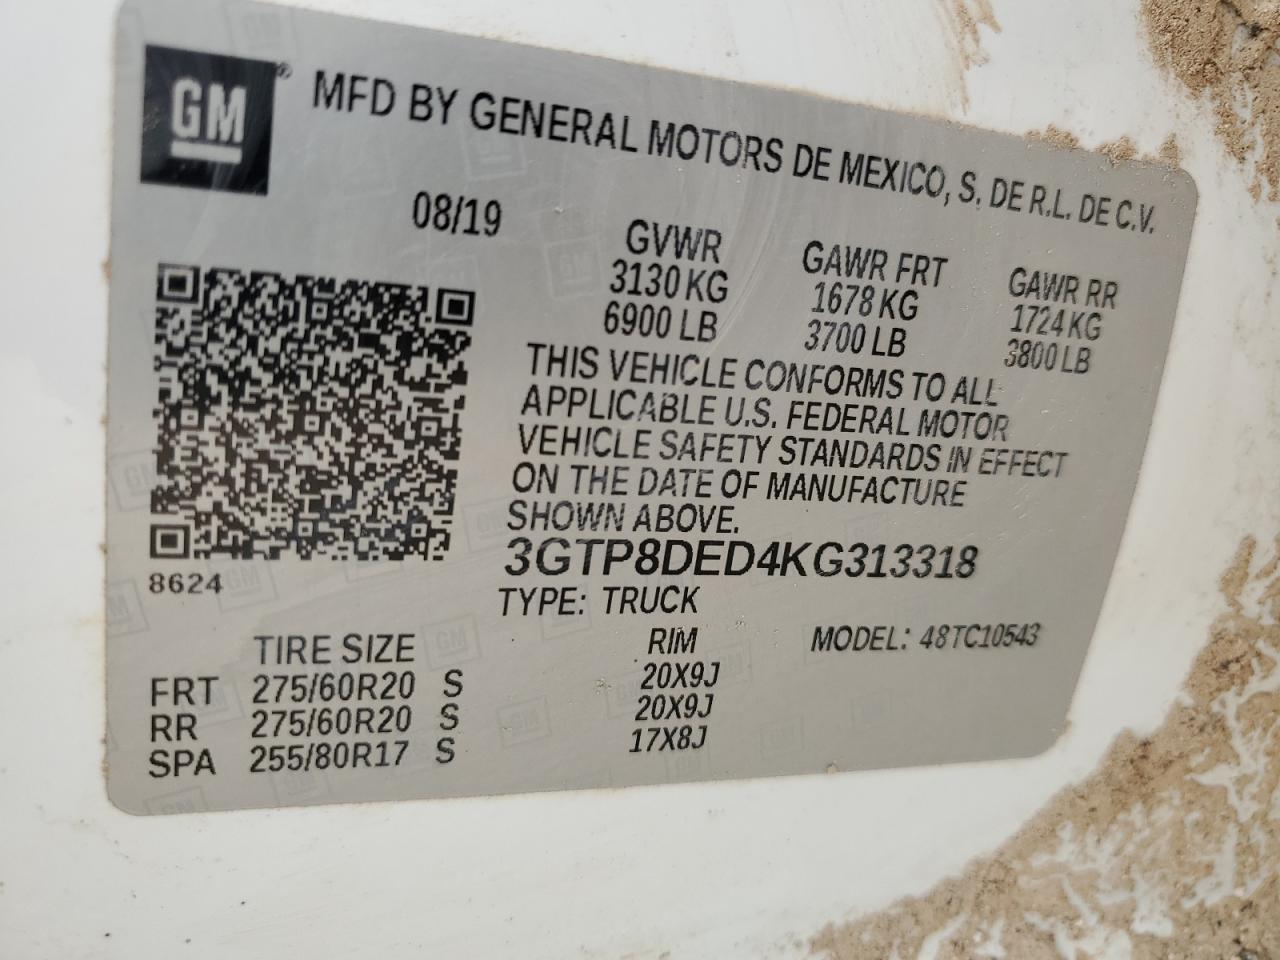 GM® MFD BY GENERAL MOTORS DE MEXICO, S. DE R.L. DE C.V.
08/19
GVWR GAWR FRT GAWR RR
3130 KG 1678 KG 1724 KG
6900 LB 3700 LB 3800 LB
THIS VEHICLE CONFORMS TO ALL
APPLICABLE U.S. FEDERAL MOTOR
VEHICLE SAFETY STANDARDS IN EFFECT
ON THE DATE OF MANUFACTURE
SHOWN ABOVE.
3GTP8DED4KG313318
8624
TYPE: TRUCK
TIRE SIZE RIM MODEL: 48TC10543
FRT 275/60R20 S 20X9J
RR 275/60R20 S 20X9J
SPA 255/80R17 S 17X8J